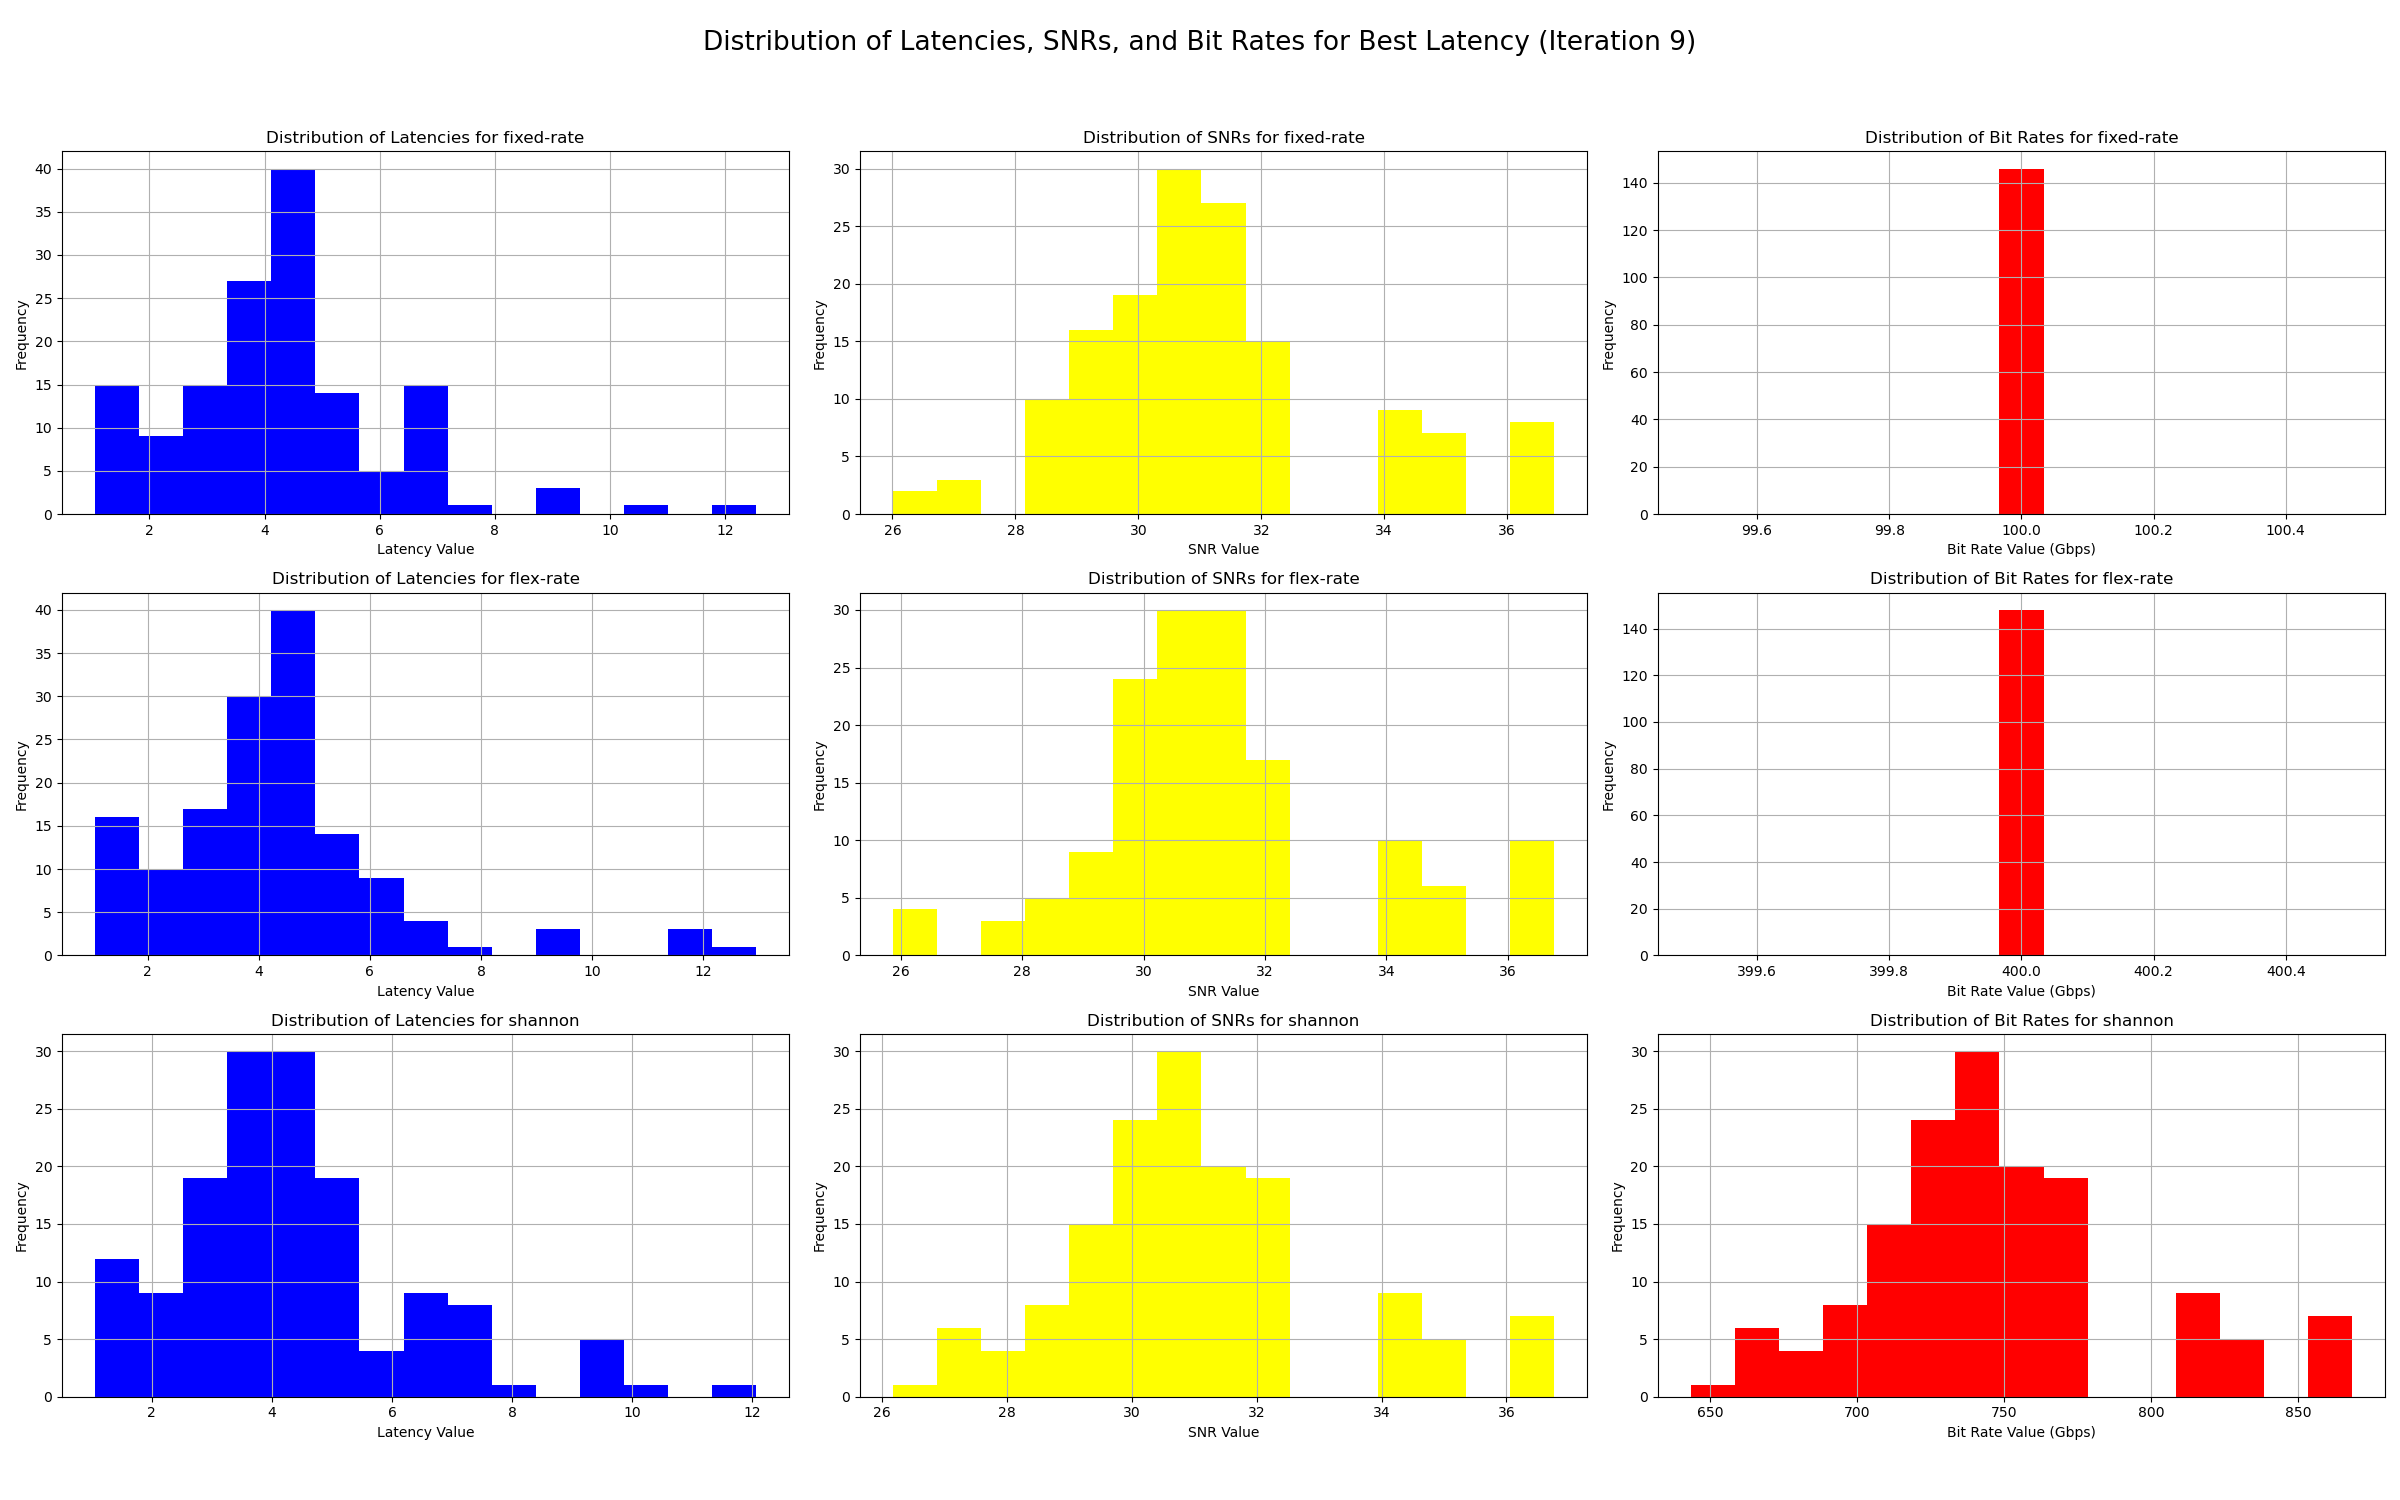 Distribution of Latencies, SNRs, and Bit Rates for Best Latency (Iteration 9)
Distribution of Latencies for fixed-rate
Frequency
40
35
30
25
20
15
10
5
0
2 4 6 8 10 12
Latency Value
Distribution of SNRs for fixed-rate
Frequency
30
25
20
15
10
5
0
26 28 30 32 34 36
SNR Value
Distribution of Bit Rates for fixed-rate
Frequency
140
120
100
80
60
40
20
0
99.6 99.8 100.0 100.2 100.4
Bit Rate Value (Gbps)
Distribution of Latencies for flex-rate
Frequency
40
35
30
25
20
15
10
5
0
2 4 6 8 10 12
Latency Value
Distribution of SNRs for flex-rate
Frequency
30
25
20
15
10
5
0
26 28 30 32 34 36
SNR Value
Distribution of Bit Rates for flex-rate
Frequency
140
120
100
80
60
40
20
0
399.6 399.8 400.0 400.2 400.4
Bit Rate Value (Gbps)
Distribution of Latencies for shannon
Frequency
30
25
20
15
10
5
0
2 4 6 8 10 12
Latency Value
Distribution of SNRs for shannon
Frequency
30
25
20
15
10
5
0
26 28 30 32 34 36
SNR Value
Distribution of Bit Rates for shannon
Frequency
30
25
20
15
10
5
0
650 700 750 800 850
Bit Rate Value (Gbps)